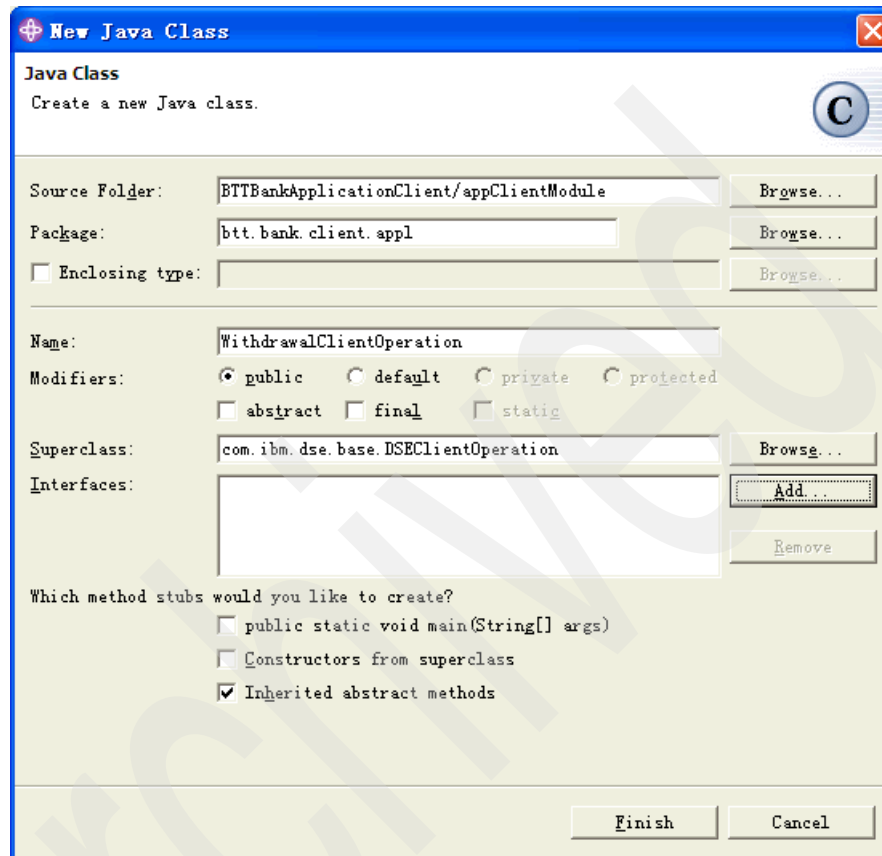 New Java Class
Java Class
Create a new Java class.
C
Source Folder: BTTBankApplicationClient/appClientModule Browse...
Package: btt.bank.client.appl Browse...
Enclosing type: Browse...
Name: WithdrawalClientOperation
Modifiers: public default private protected
abstract final static
Superclass: com.ibm.dse.base.DSEClientOperation Browse...
Interfaces: Add...
Remove
Which method stubs would you like to create?
public static void main(String[] args)
Constructors from superclass
Inherited abstract methods
Finish Cancel
Archived